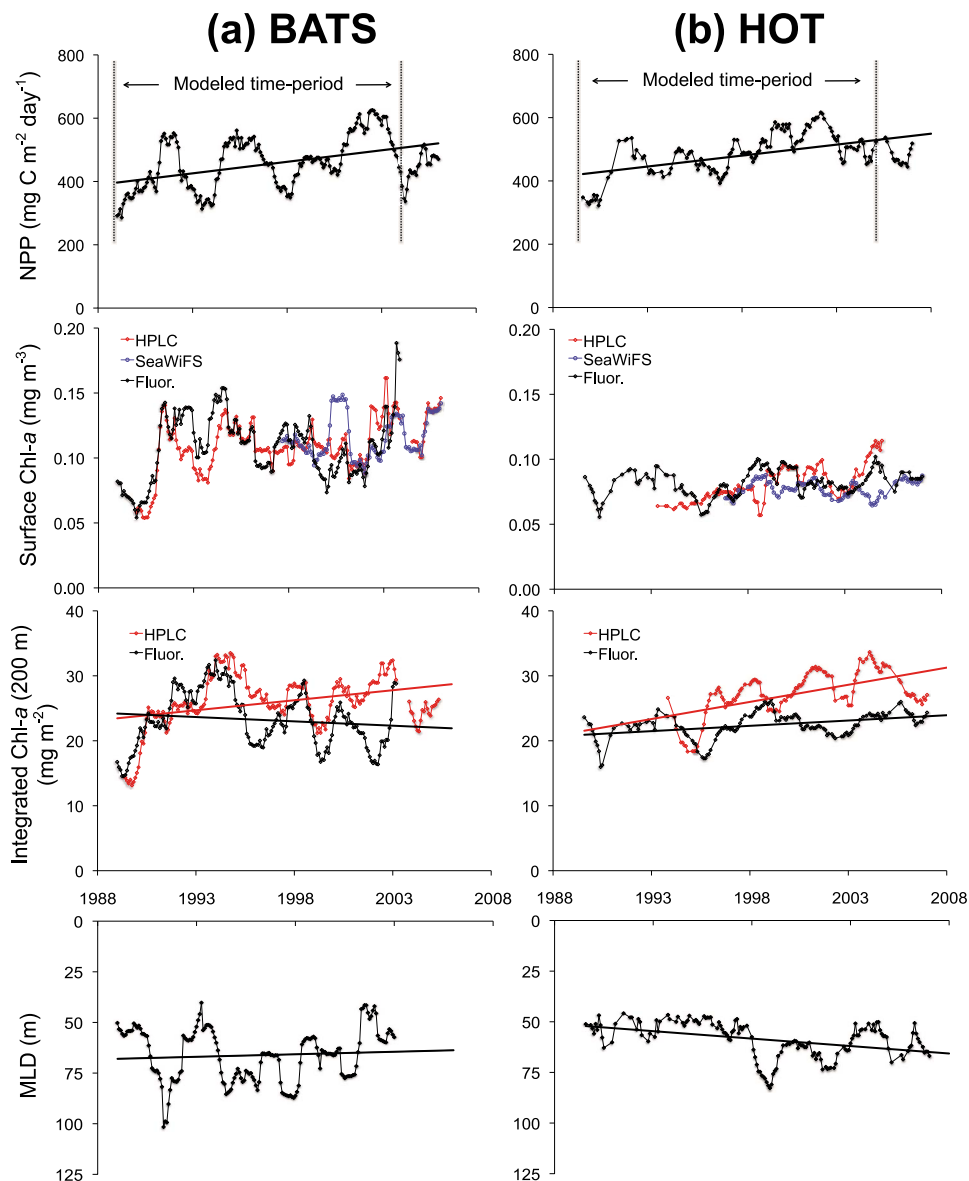 (a) BATS
(b) HOT
NPP (mg C m⁻² day⁻¹)
800
600
400
200
0
Modeled time-period
800
600
400
200
0
Modeled time-period
Surface Chl-a (mg m⁻³)
0.20
0.15
0.10
0.05
0.00
HPLC
SeaWiFS
Fluor.
0.20
0.15
0.10
0.05
0.00
HPLC
SeaWiFS
Fluor.
Integrated Chl-a (200 m)
(mg m⁻²)
40
30
20
10
0
HPLC
Fluor.
1988 1993 1998 2003 2008
40
30
20
10
0
HPLC
Fluor.
1988 1993 1998 2003 2008
MLD (m)
0
25
50
75
100
125
0
25
50
75
100
125